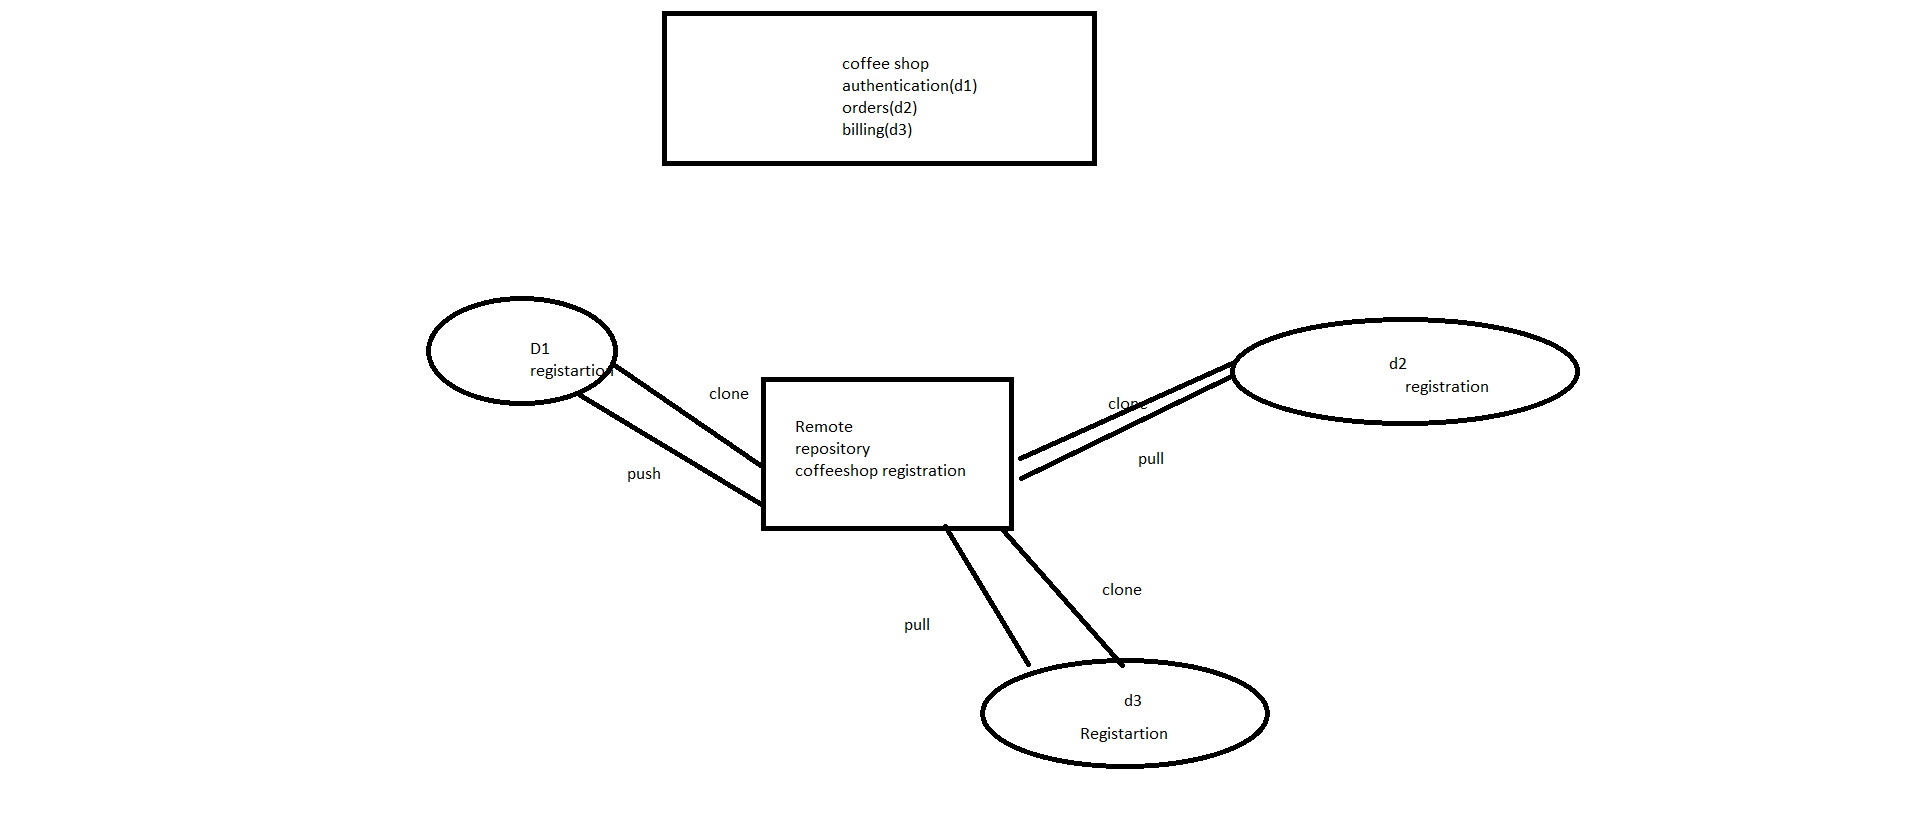 coffee shop
authentication(d1)
orders(d2)
billing(d3)
D1
registartion
clone
push
Remote
repository
coffeeshop registration
clone
pull
d2
registration
pull
clone
d3
Registartion